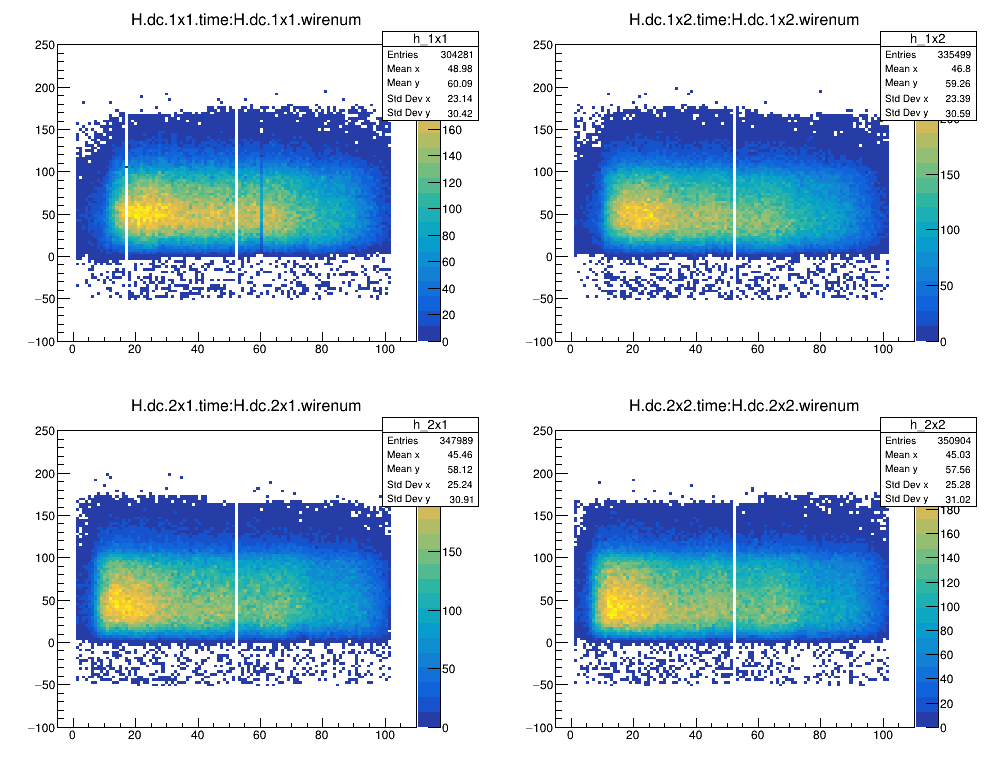 H.dc.1x1.time:H.dc.1x1.wirenum
h_1x1
Entries 304281
Mean x 48.98
Mean y 60.09
Std Dev x 23.14
Std Dev y 30.42
250
200
150
100
50
0
−50
−100
0 20 40 60 80 100
160
140
120
100
80
60
40
20
0
H.dc.1x2.time:H.dc.1x2.wirenum
h_1x2
Entries 335499
Mean x 46.8
Mean y 59.26
Std Dev x 23.39
Std Dev y 30.59
250
200
150
100
50
0
−50
−100
0 20 40 60 80 100
200
150
100
50
0
H.dc.2x1.time:H.dc.2x1.wirenum
h_2x1
Entries 347989
Mean x 45.46
Mean y 58.12
Std Dev x 25.24
Std Dev y 30.91
250
200
150
100
50
0
−50
−100
0 20 40 60 80 100
150
100
50
0
H.dc.2x2.time:H.dc.2x2.wirenum
h_2x2
Entries 350904
Mean x 45.03
Mean y 57.56
Std Dev x 25.28
Std Dev y 31.02
250
200
150
100
50
0
−50
−100
0 20 40 60 80 100
180
160
140
120
100
80
60
40
20
0